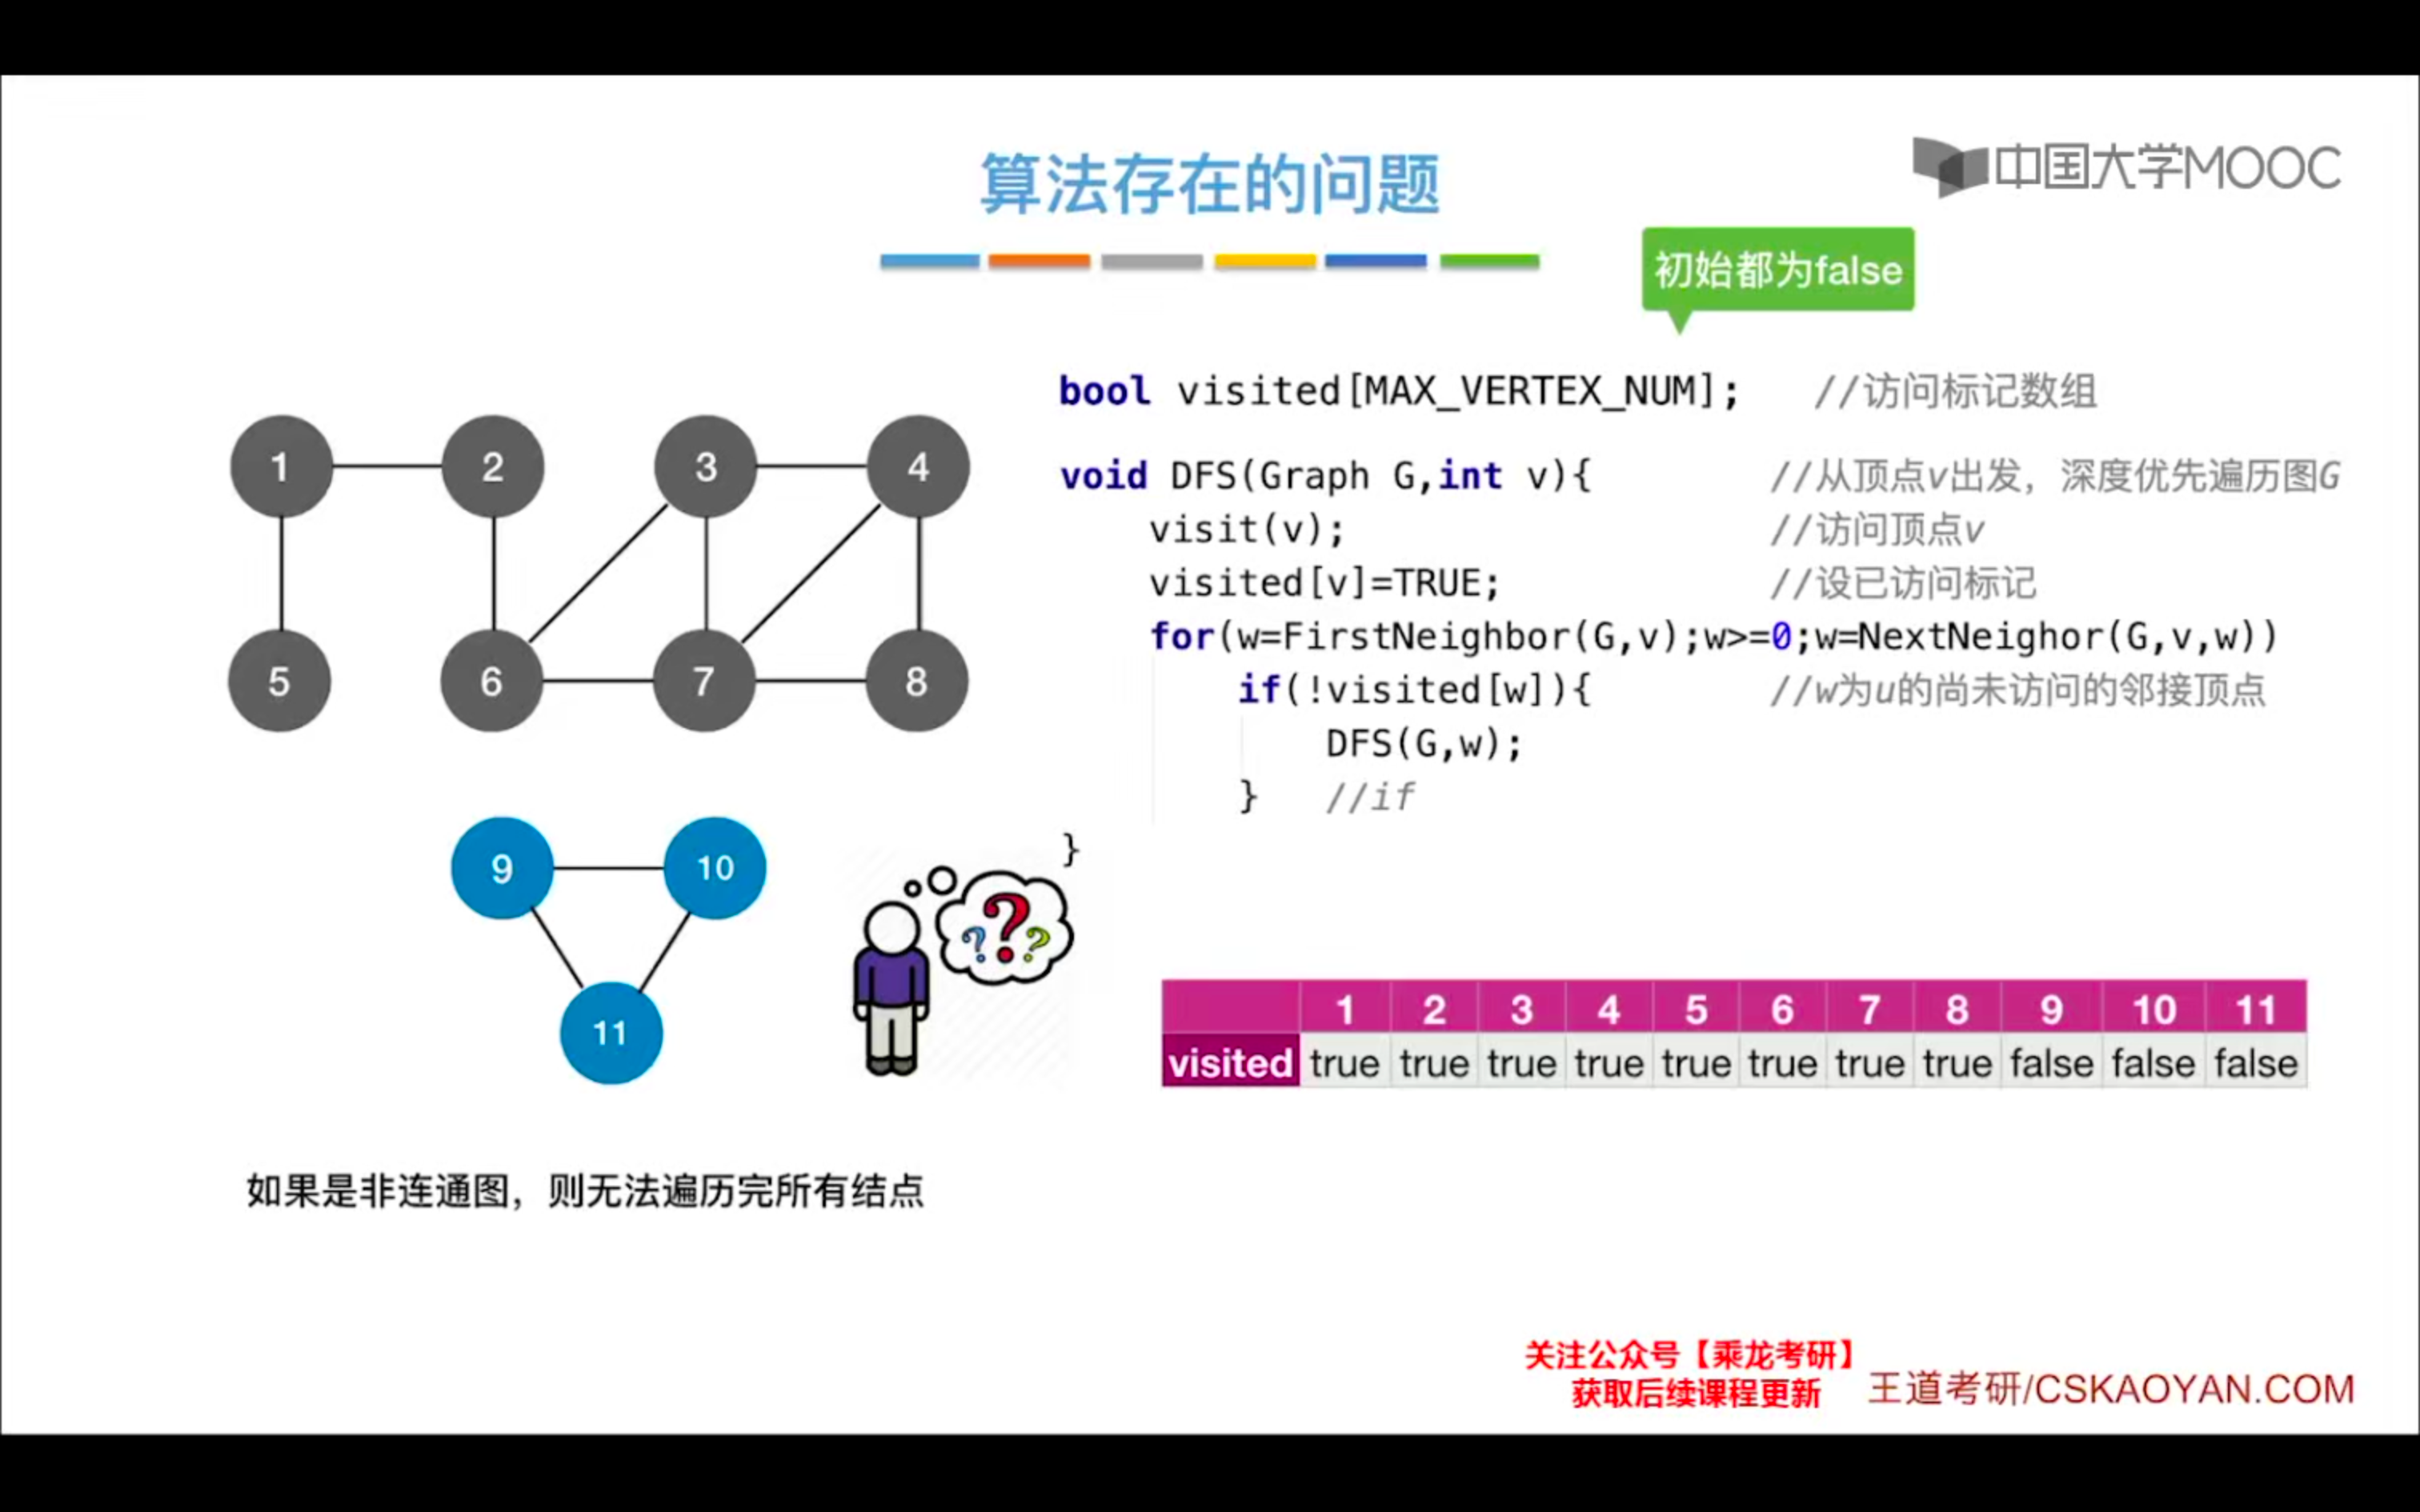 算法存在的问题
中国大学MOOC
初始都为false
bool visited[MAX_VERTEX_NUM]; //访问标记数组
void DFS(Graph G,int v){ //从顶点v出发，深度优先遍历图G
visit(v); //访问顶点v
visited[v]=TRUE; //设已访问标记
for(w=FirstNeighbor(G,v);w>=0;w=NextNeighor(G,v,w))
if(!visited[w]){ //w为u的尚未访问的邻接顶点
DFS(G,w);
} //if
}
1 2 3 4
5 6 7 8
9 10
11
? ? ?
1 2 3 4 5 6 7 8 9 10 11
visited true true true true true true true true false false false
如果是非连通图，则无法遍历完所有结点
关注公众号【乘龙考研】
获取后续课程更新
王道考研/CSKAOYAN.COM